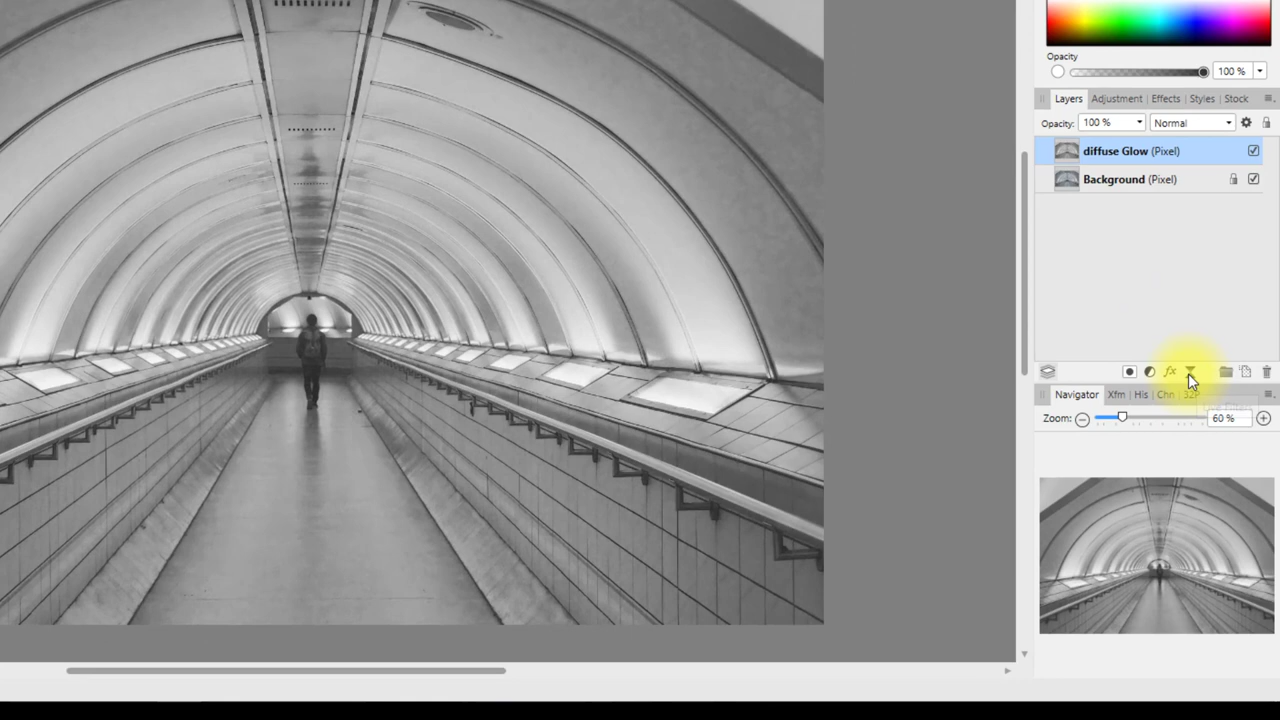 Opacity
100 %
Layers Adjustment Effects Styles Stock
Opacity: 100 % Normal
diffuse Glow (Pixel)
Background (Pixel)
fx
Navigator Xfm His Chn 32P
Zoom: 60 %